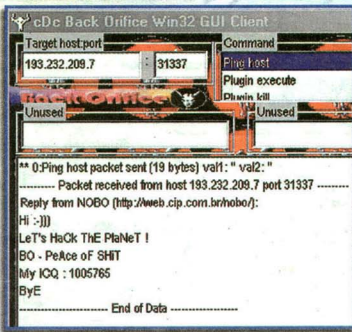 cDc Back Orifice Win32 GUI Client
Target host:port
193.232.209.7 : 31337
Command
Ping host
Plugin execute
Plugin kill
Back Orifice
Unused
Unused
** 0:Ping host packet sent (19 bytes) val1: '' val2: ''
---------- Packet received from host 193.232.209.7 port 31337 ---------
Reply from NOBO (http://web.cip.com.br/nobo/):
Hi :-)))
LeT's HaCk ThE PlaNeT !
BO - PeAce oF SHiT
My ICQ : 1005765
ByE
------------------------ End of Data ------------------